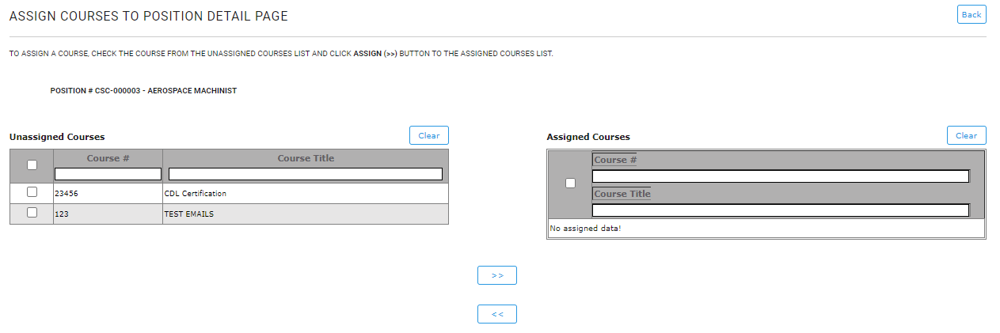 ASSIGN COURSES TO POSITION DETAIL PAGE
Back
TO ASSIGN A COURSE, CHECK THE COURSE FROM THE UNASSIGNED COURSES LIST AND CLICK ASSIGN (>>) BUTTON TO THE ASSIGNED COURSES LIST.
POSITION # CSC-000003 - AEROSPACE MACHINIST
Unassigned Courses
Clear
Course #
Course Title
23456
CDL Certification
123
TEST EMAILS
Assigned Courses
Clear
Course #
Course Title
No assigned data!
>>
<<